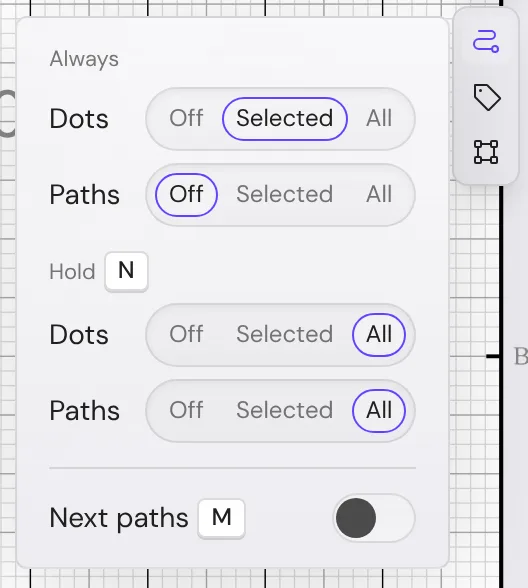 Always
Dots Off Selected All
Paths Off Selected All
Hold N
Dots Off Selected All
Paths Off Selected All
Next paths M
B